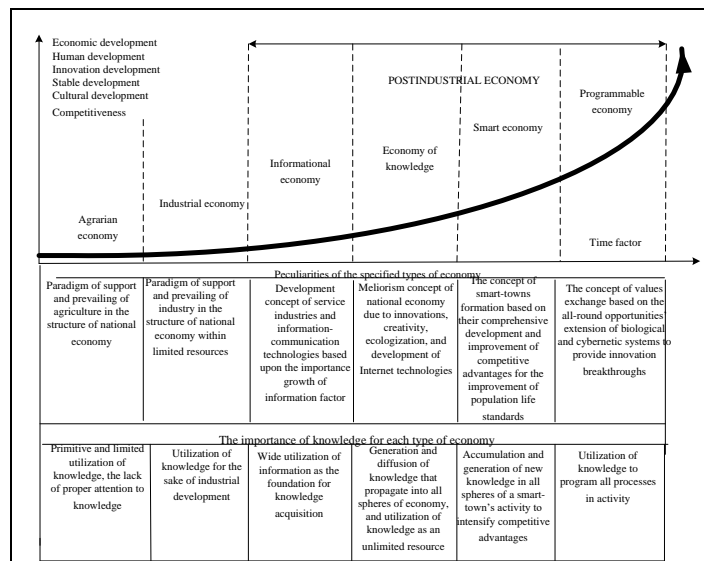 Economic development
Human development
Innovation development
Stable development
Cultural development
Competitiveness
POSTINDUSTRIAL ECONOMY
Programmable
economy
Smart economy
Economy of
knowledge
Informational
economy
Industrial economy
Agrarian
economy
Time factor
Peculiarities of the specified types of economy
Paradigm of support
and prevailing of
agriculture in the
structure of national
economy
Paradigm of support
and prevailing of
industry in the
structure of national
economy within
limited resources
Development
concept of service
industries and
information-
communication
technologies based
upon the importance
growth of
information factor
Meliorism concept of
national economy
due to innovations,
creativity,
ecologization, and
development of
Internet technologies
The concept of
smart-towns
formation based on
their comprehensive
development and
improvement of
competitive
advantages for the
improvement of
population life
standards
The concept of values
exchange based on the
all-round opportunities'
extension of biological
and cybernetic systems to
provide innovation
breakthroughs
The importance of knowledge for each type of economy
Primitive and limited
utilization of
knowledge, the lack
of proper attention to
knowledge
Utilization of
knowledge for the
sake of industrial
development
Wide utilization of
information as the
foundation for
knowledge
acquisition
Generation and
diffusion of
knowledge that
propagate into all
spheres of economy,
and utilization of
knowledge as an
unlimited resource
Accumulation and
generation of new
knowledge in all
spheres of a smart-
town's activity to
intensify competitive
advantages
Utilization of
knowledge to
program all processes
in activity